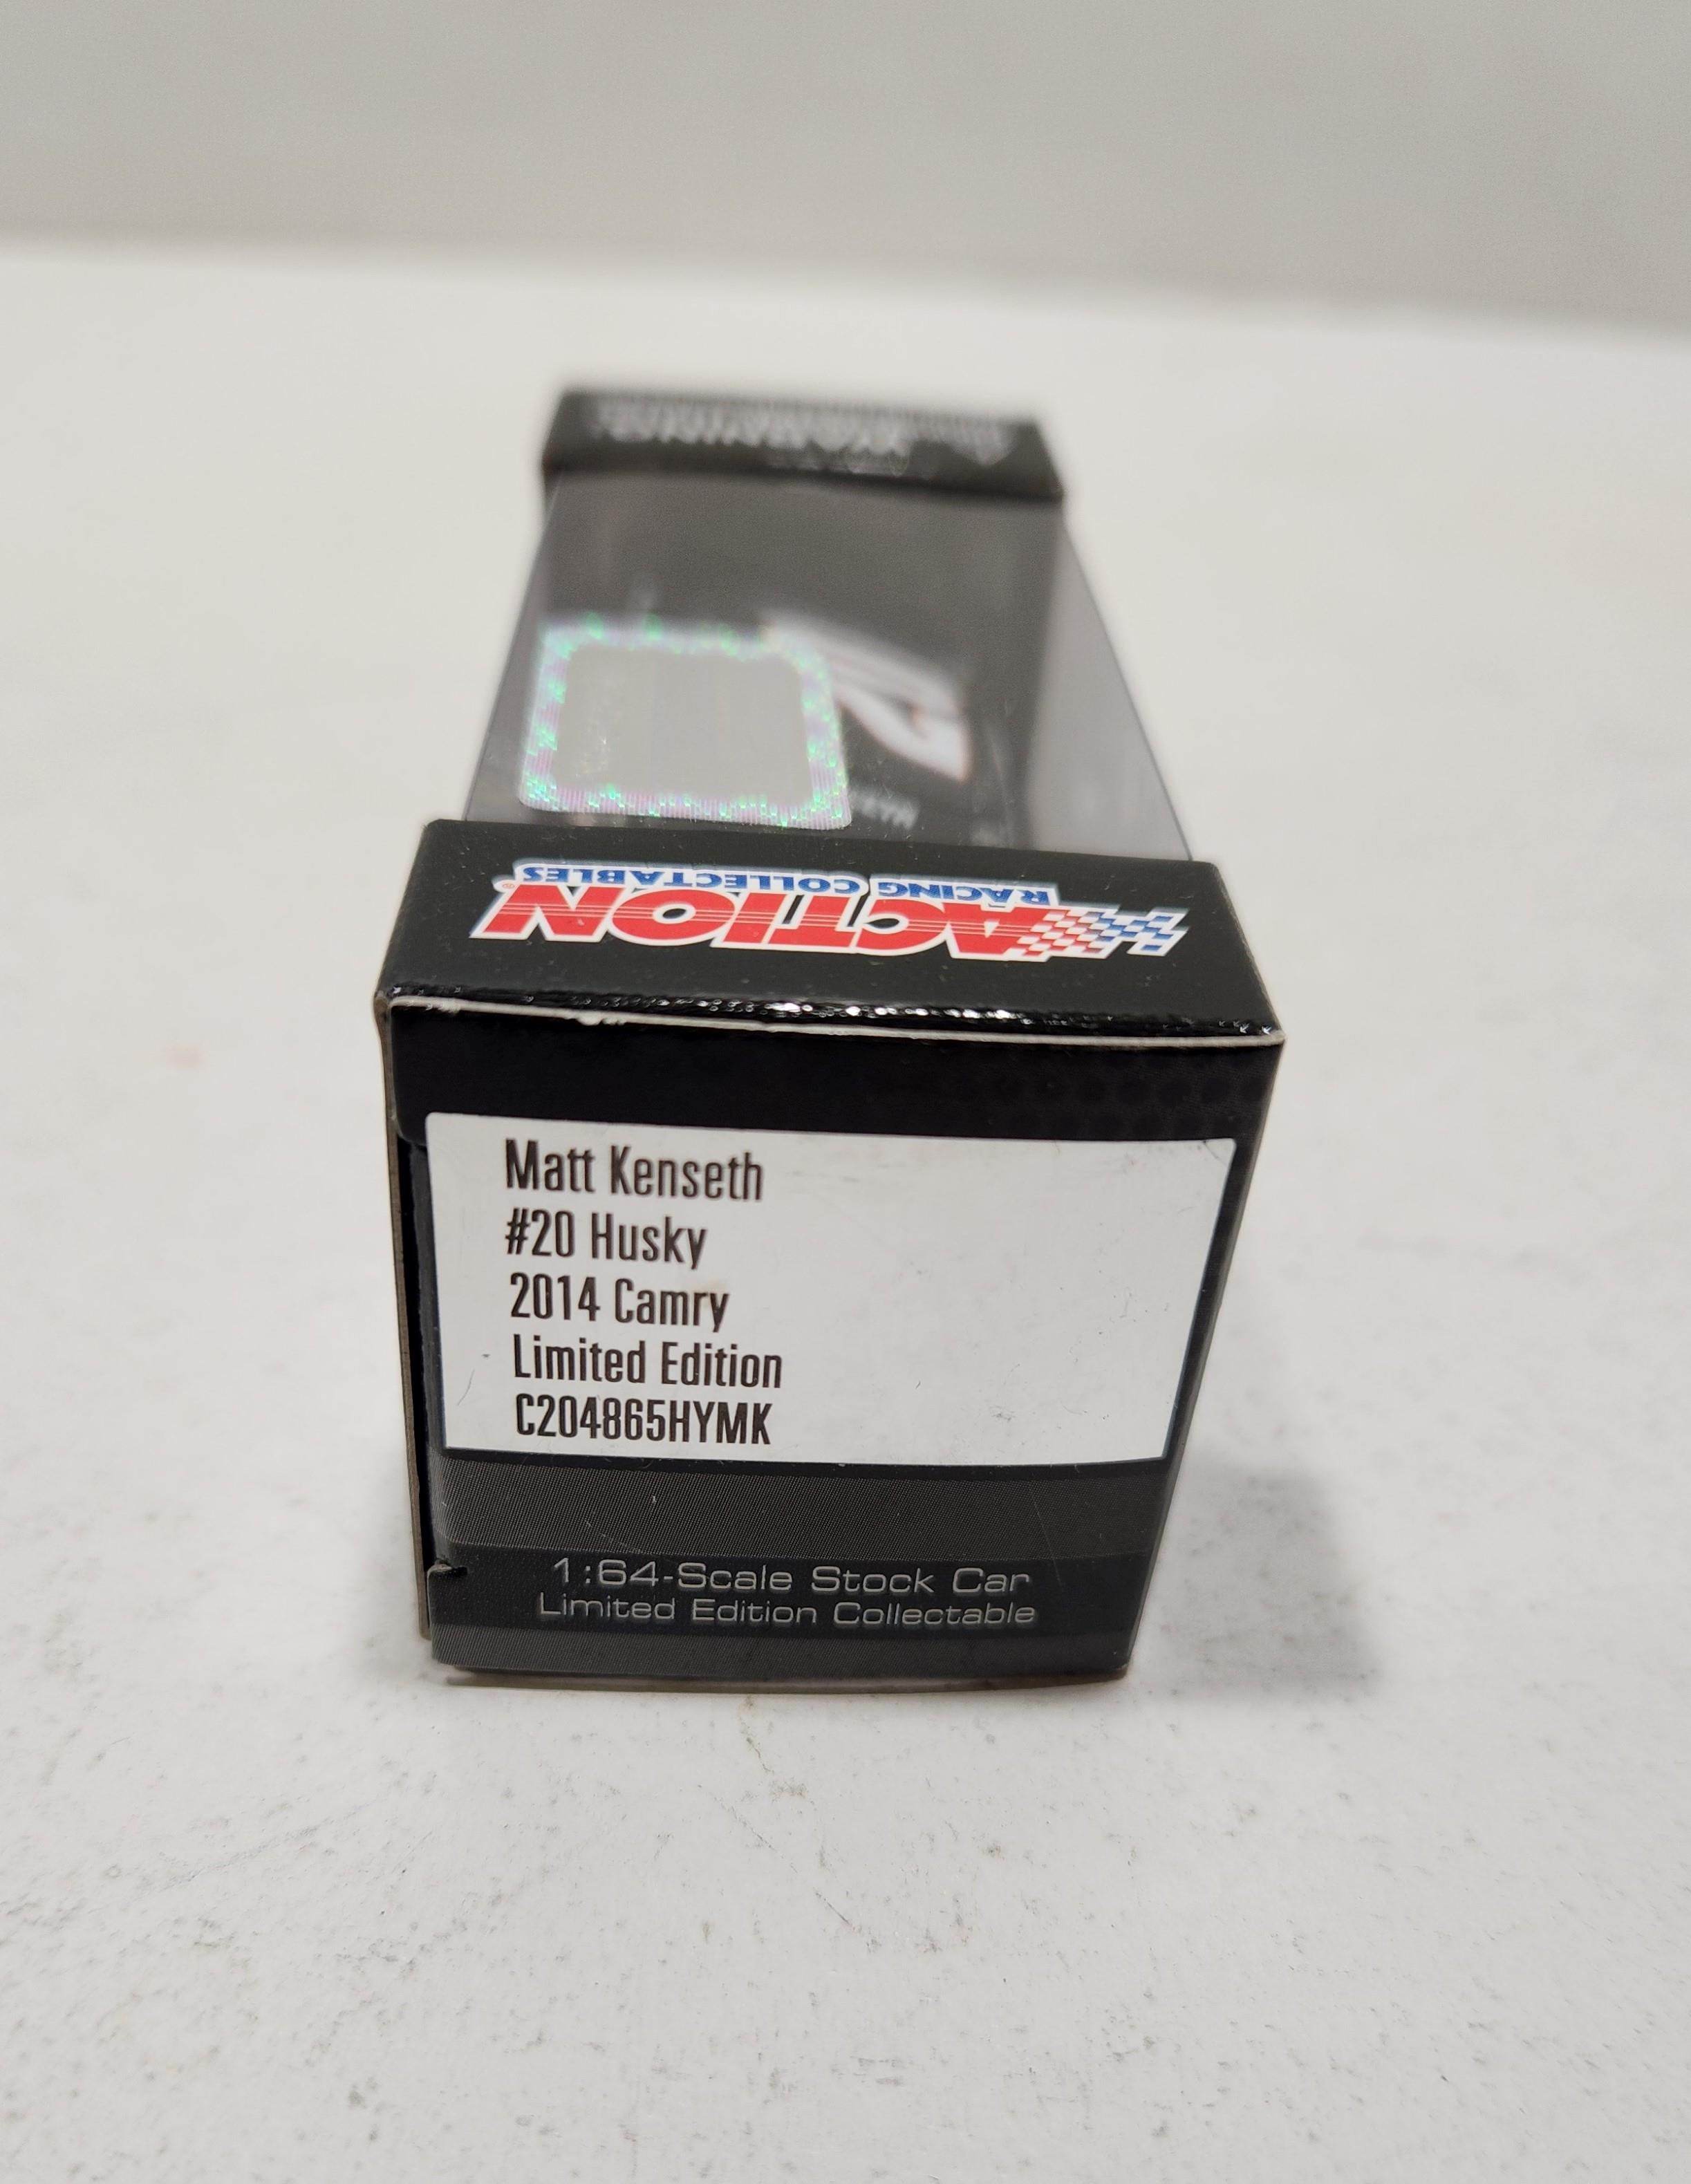 WARNING:
ACTION
RACING COLLECTABLES
Matt Kenseth
#20 Husky
2014 Camry
Limited Edition
C204865HYMK
1:64-Scale Stock Car
Limited Edition Collectable